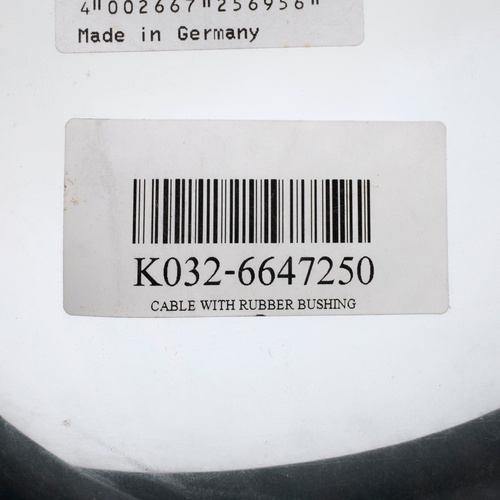 4"002667"256956"
Made in Germany
K032-6647250
CABLE WITH RUBBER BUSHING